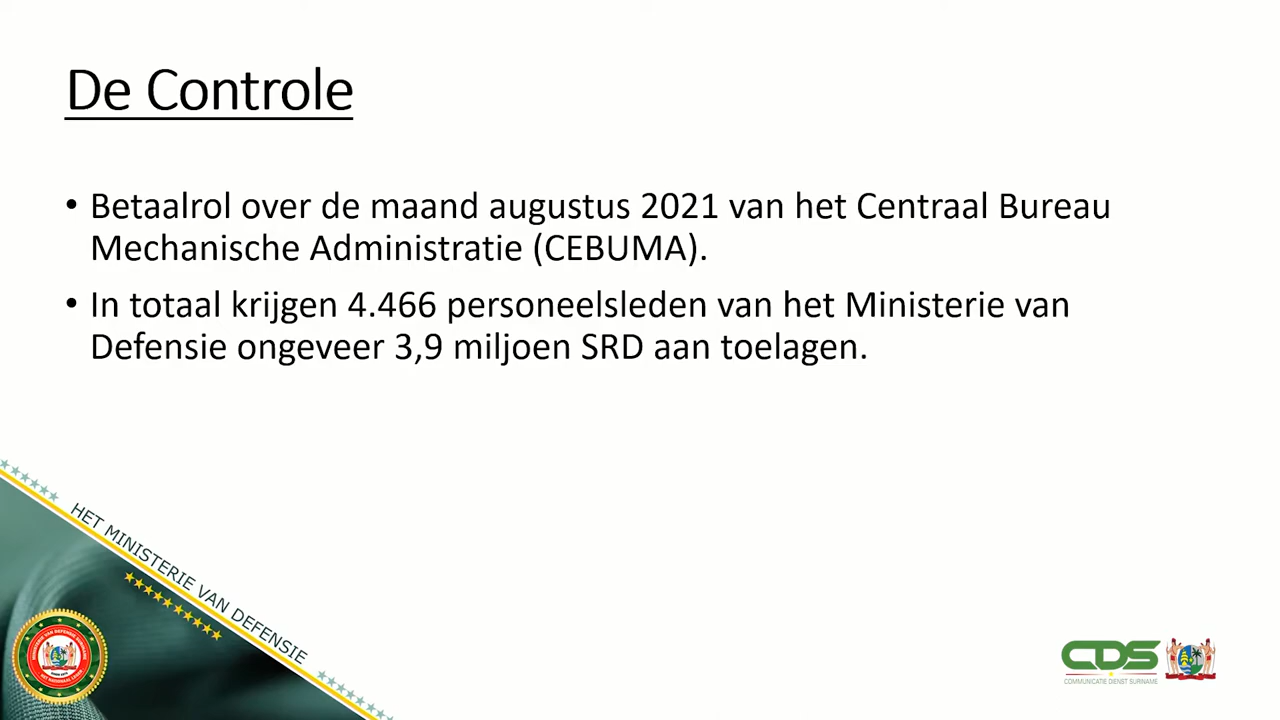 De Controle
• Betaalrol over de maand augustus 2021 van het Centraal Bureau
Mechanische Administratie (CEBUMA).
• In totaal krijgen 4.466 personeelsleden van het Ministerie van
Defensie ongeveer 3,9 miljoen SRD aan toelagen.
HET MINISTERIE VAN DEFENSIE
CDS
COMMUNICATIE DIENST SURINAME